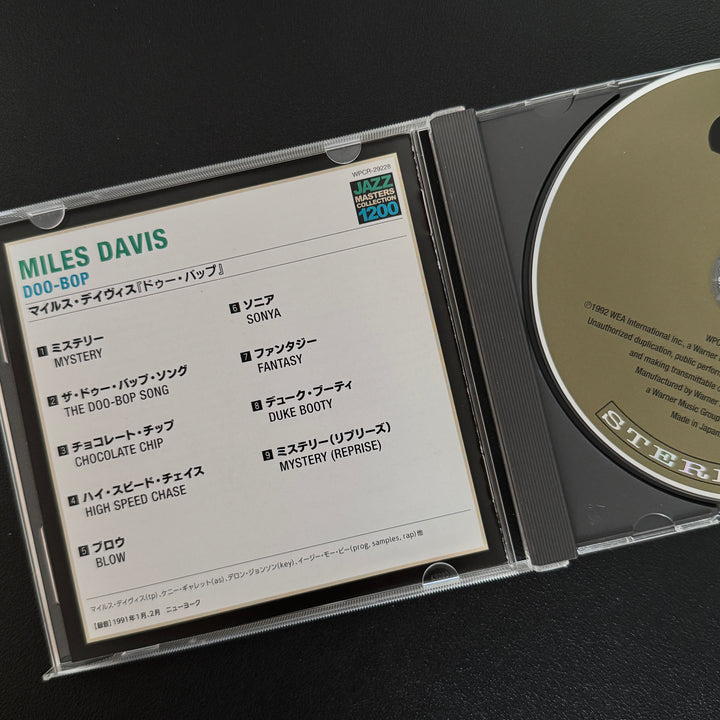 WPCR-29228
JAZZ
MASTERS
COLLECTION
1200
MILES DAVIS
DOO-BOP
マイルス・デイヴィス『ドゥー・バップ』
1 ミステリー
MYSTERY
2 ザ・ドゥー・バップ・ソング
THE DOO-BOP SONG
3 チョコレート・チップ
CHOCOLATE CHIP
4 ハイ・スピード・チェイス
HIGH SPEED CHASE
5 ブロウ
BLOW
6 ソニア
SONYA
7 ファンタジー
FANTASY
8 デューク・ブーティ
DUKE BOOTY
9 ミステリー(リプリーズ)
MYSTERY (REPRISE)
マイルス・デイヴィス(tp)、ケニー・ギャレット(as)、デロン・ジョンソン(key)、イージー・モー・ビー(prog, samples, rap)他
【録音】1991年1月、2月 ニューヨーク
℗1992 WEA International Inc., a Warner
Unauthorized duplication, public
and making transmittable
Manufactured by Warner
a Warner Music Group
Made in Japan